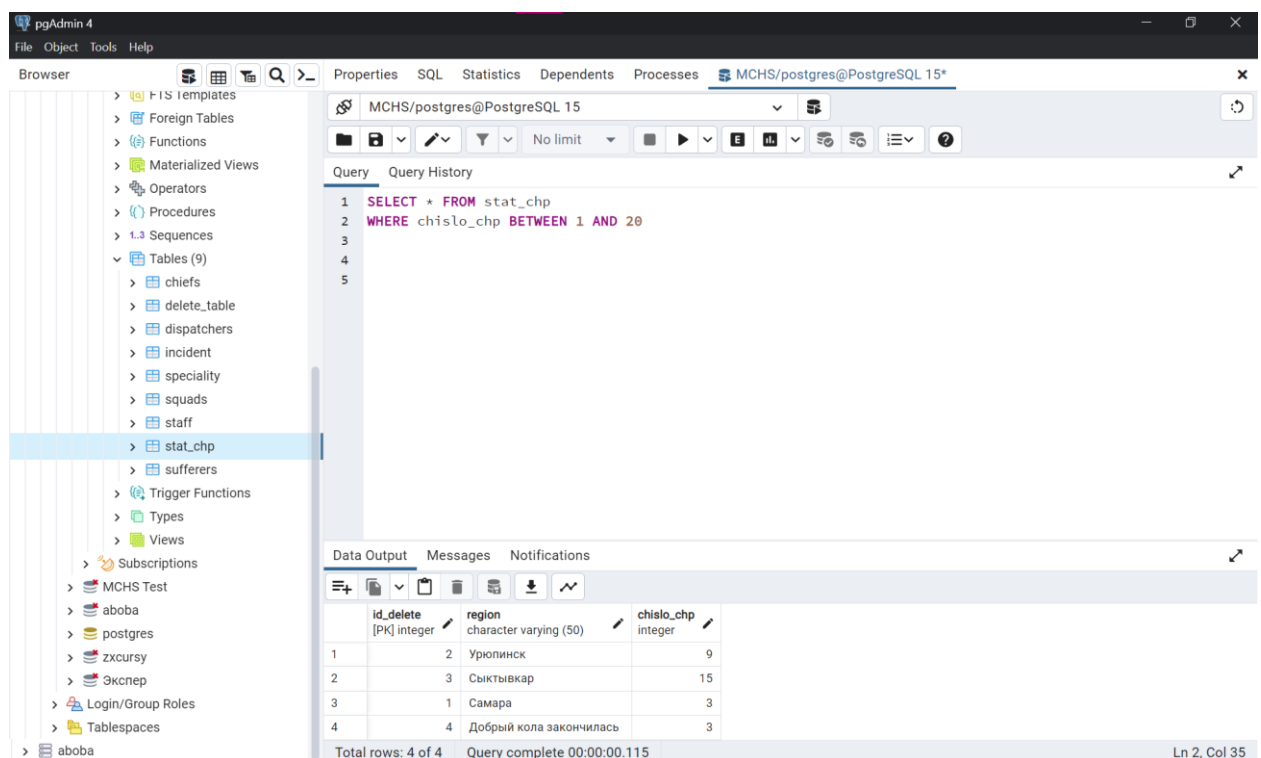 pgAdmin 4
File Object Tools Help
Browser
Properties SQL Statistics Dependents Processes MCHS/postgres@PostgreSQL 15*
FTS Templates
Foreign Tables
Functions
Materialized Views
Operators
Procedures
1..3 Sequences
Tables (9)
chiefs
delete_table
dispatchers
incident
speciality
squads
staff
stat_chp
sufferers
Trigger Functions
Types
Views
Subscriptions
MCHS Test
aboba
postgres
zxcursy
Экспер
Login/Group Roles
Tablespaces
aboba
MCHS/postgres@PostgreSQL 15
No limit
E
Query Query History
1 SELECT * FROM stat_chp
2 WHERE chislo_chp BETWEEN 1 AND 20
3
4
5
Data Output Messages Notifications
id_delete region chislo_chp
[PK] integer character varying (50) integer
1 2 Урюпинск 9
2 3 Сыктывкар 15
3 1 Самара 3
4 4 Добрый кола закончилась 3
Total rows: 4 of 4 Query complete 00:00:00.115 Ln 2, Col 35